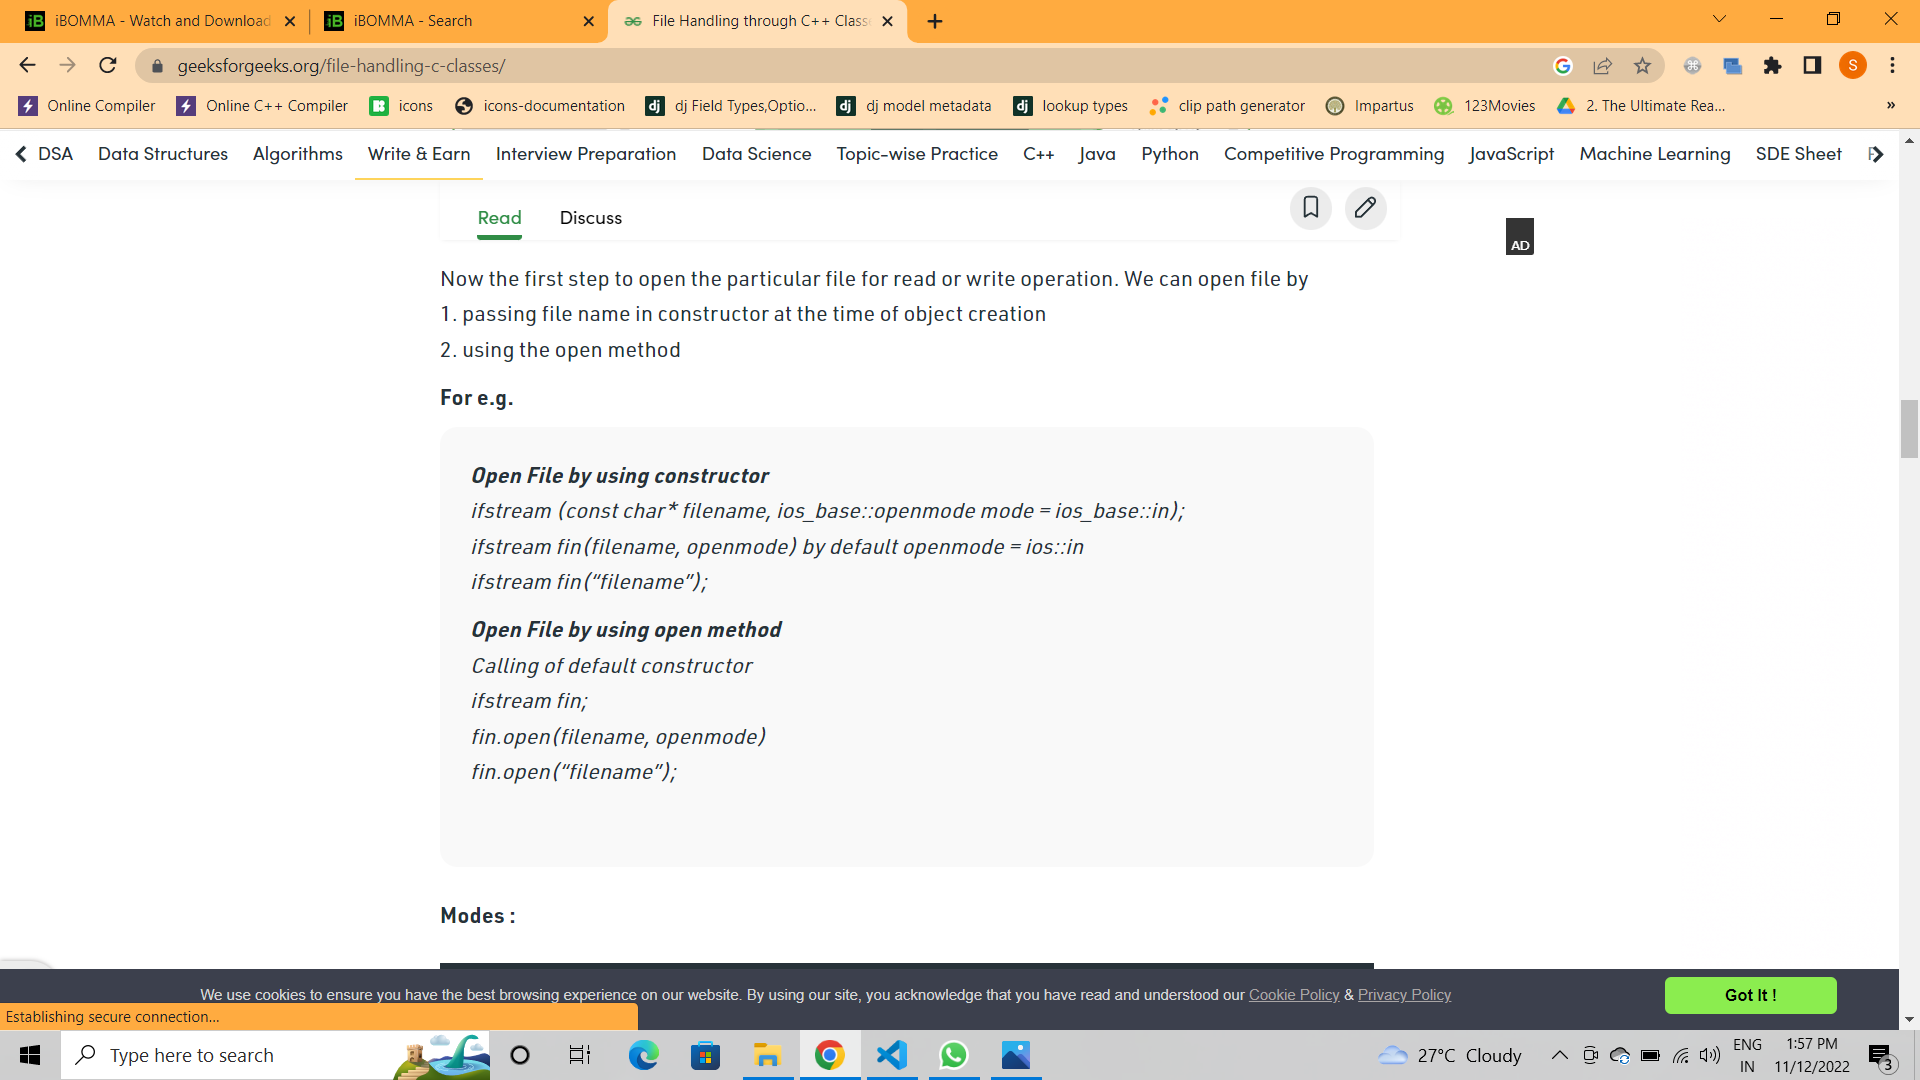 iBOMMA - Watch and Download
iBOMMA - Search
File Handling through C++ Class
geeksforgeeks.org/file-handling-c-classes/
S
Online Compiler
Online C++ Compiler
icons
icons-documentation
dj Field Types,Optio...
dj model metadata
lookup types
clip path generator
Impartus
123Movies
2. The Ultimate Rea...
»
DSA
Data Structures
Algorithms
Write & Earn
Interview Preparation
Data Science
Topic-wise Practice
C++
Java
Python
Competitive Programming
JavaScript
Machine Learning
SDE Sheet
Read
Discuss
AD
Now the first step to open the particular file for read or write operation. We can open file by
1. passing file name in constructor at the time of object creation
2. using the open method
For e.g.
Open File by using constructor
ifstream (const char* filename, ios_base::openmode mode = ios_base::in);
ifstream fin(filename, openmode) by default openmode = ios::in
ifstream fin(“filename”);
Open File by using open method
Calling of default constructor
ifstream fin;
fin.open(filename, openmode)
fin.open(“filename”);
Modes :
We use cookies to ensure you have the best browsing experience on our website. By using our site, you acknowledge that you have read and understood our Cookie Policy & Privacy Policy
Got It !
Establishing secure connection...
Type here to search
27°C Cloudy
ENG
IN
1:57 PM
11/12/2022
3